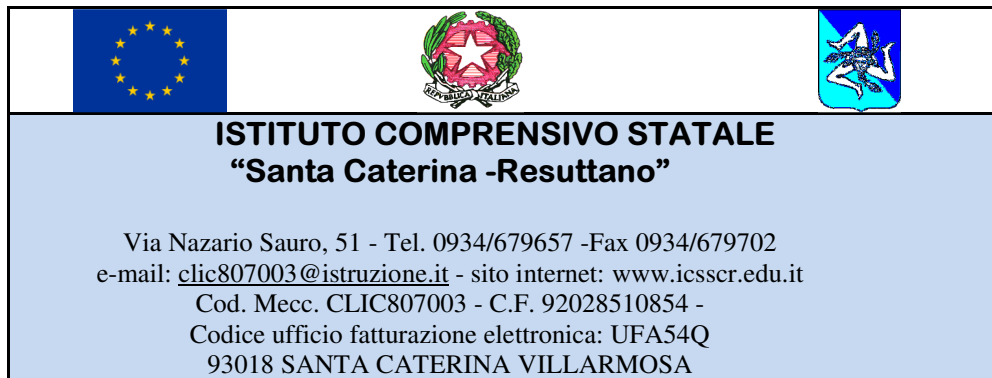 REPVBBLICA ITALIANA
ISTITUTO COMPRENSIVO STATALE
“Santa Caterina -Resuttano”
Via Nazario Sauro, 51 - Tel. 0934/679657 -Fax 0934/679702
e-mail: clic807003@istruzione.it - sito internet: www.icsscr.edu.it
Cod. Mecc. CLIC807003 - C.F. 92028510854 -
Codice ufficio fatturazione elettronica: UFA54Q
93018 SANTA CATERINA VILLARMOSA